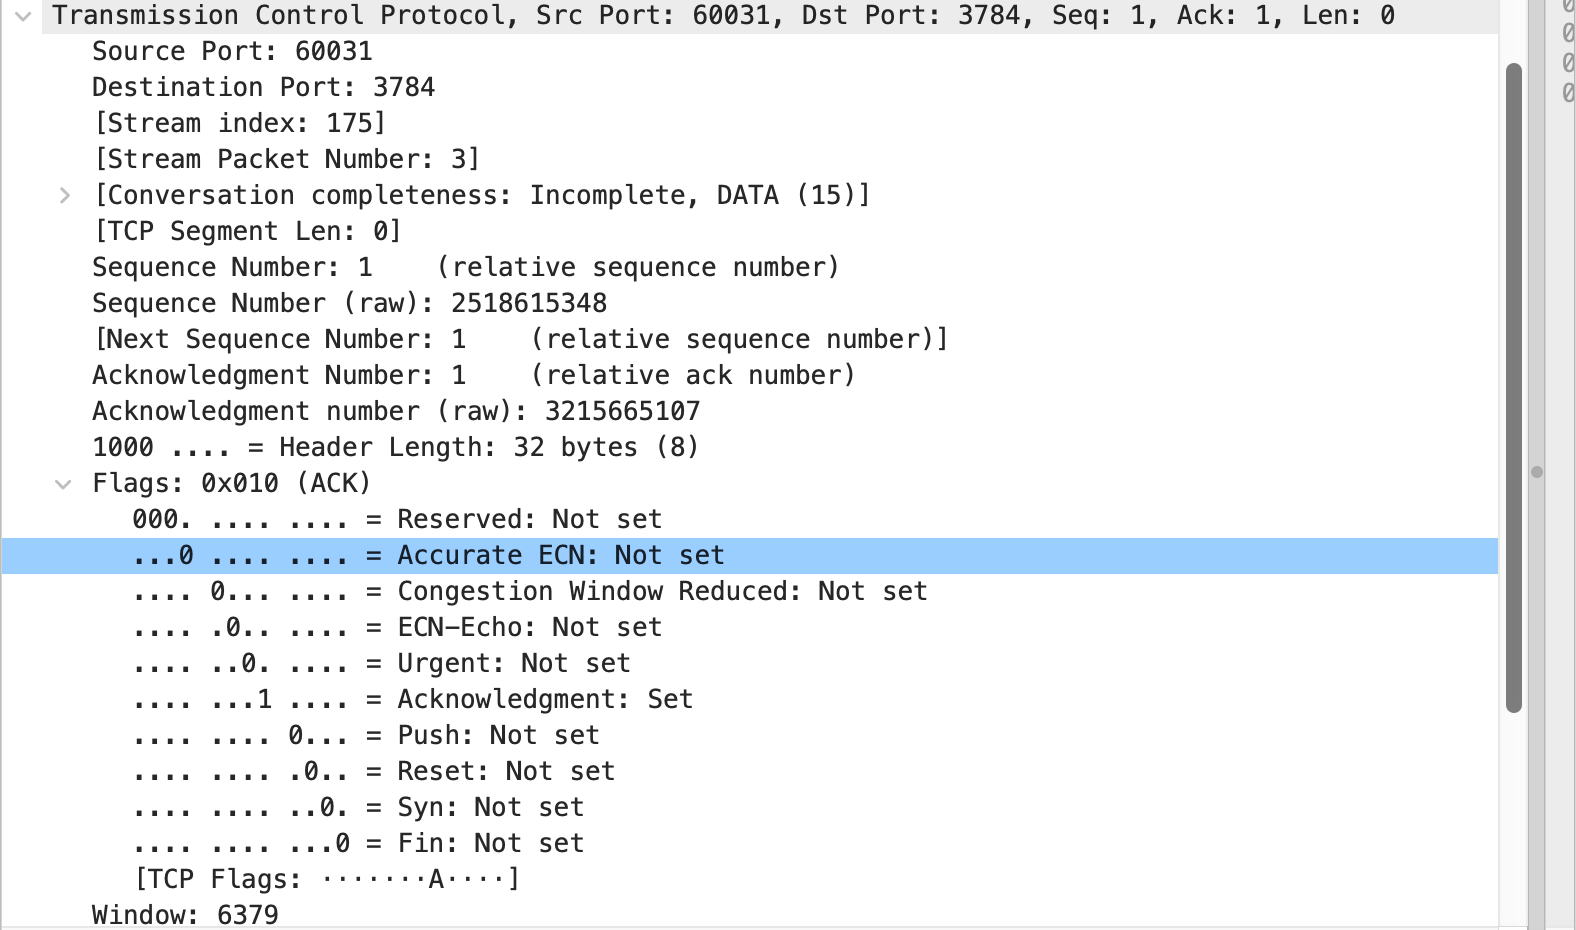 Transmission Control Protocol, Src Port: 60031, Dst Port: 3784, Seq: 1, Ack: 1, Len: 0
Source Port: 60031
Destination Port: 3784
[Stream index: 175]
[Stream Packet Number: 3]
[Conversation completeness: Incomplete, DATA (15)]
[TCP Segment Len: 0]
Sequence Number: 1    (relative sequence number)
Sequence Number (raw): 2518615348
[Next Sequence Number: 1    (relative sequence number)]
Acknowledgment Number: 1    (relative ack number)
Acknowledgment number (raw): 3215665107
1000 .... = Header Length: 32 bytes (8)
Flags: 0x010 (ACK)
000. .... .... = Reserved: Not set
...0 .... .... = Accurate ECN: Not set
.... 0... .... = Congestion Window Reduced: Not set
.... .0.. .... = ECN-Echo: Not set
.... ..0. .... = Urgent: Not set
.... ...1 .... = Acknowledgment: Set
.... .... 0... = Push: Not set
.... .... .0.. = Reset: Not set
.... .... ..0. = Syn: Not set
.... .... ...0 = Fin: Not set
[TCP Flags: ·······A····]
Window: 6379
0
0
0
0